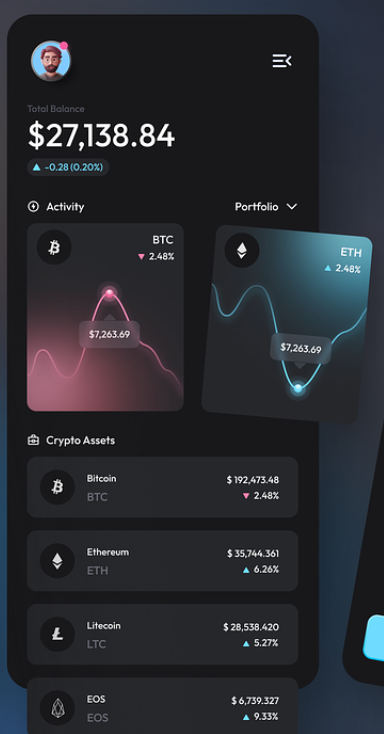 Total Balance
$27,138.84
▲ -0.28 (0.20%)
Activity
Portfolio
BTC
▼ 2.48%
$7,263.69
ETH
▲ 2.48%
$7,263.69
Crypto Assets
Bitcoin
$ 192,473.48
BTC
▼ 2.48%
Ethereum
$ 35,744.361
ETH
▲ 6.26%
Litecoin
$ 28,538.420
LTC
▲ 5.27%
EOS
$ 6,739.327
EOS
▲ 9.33%